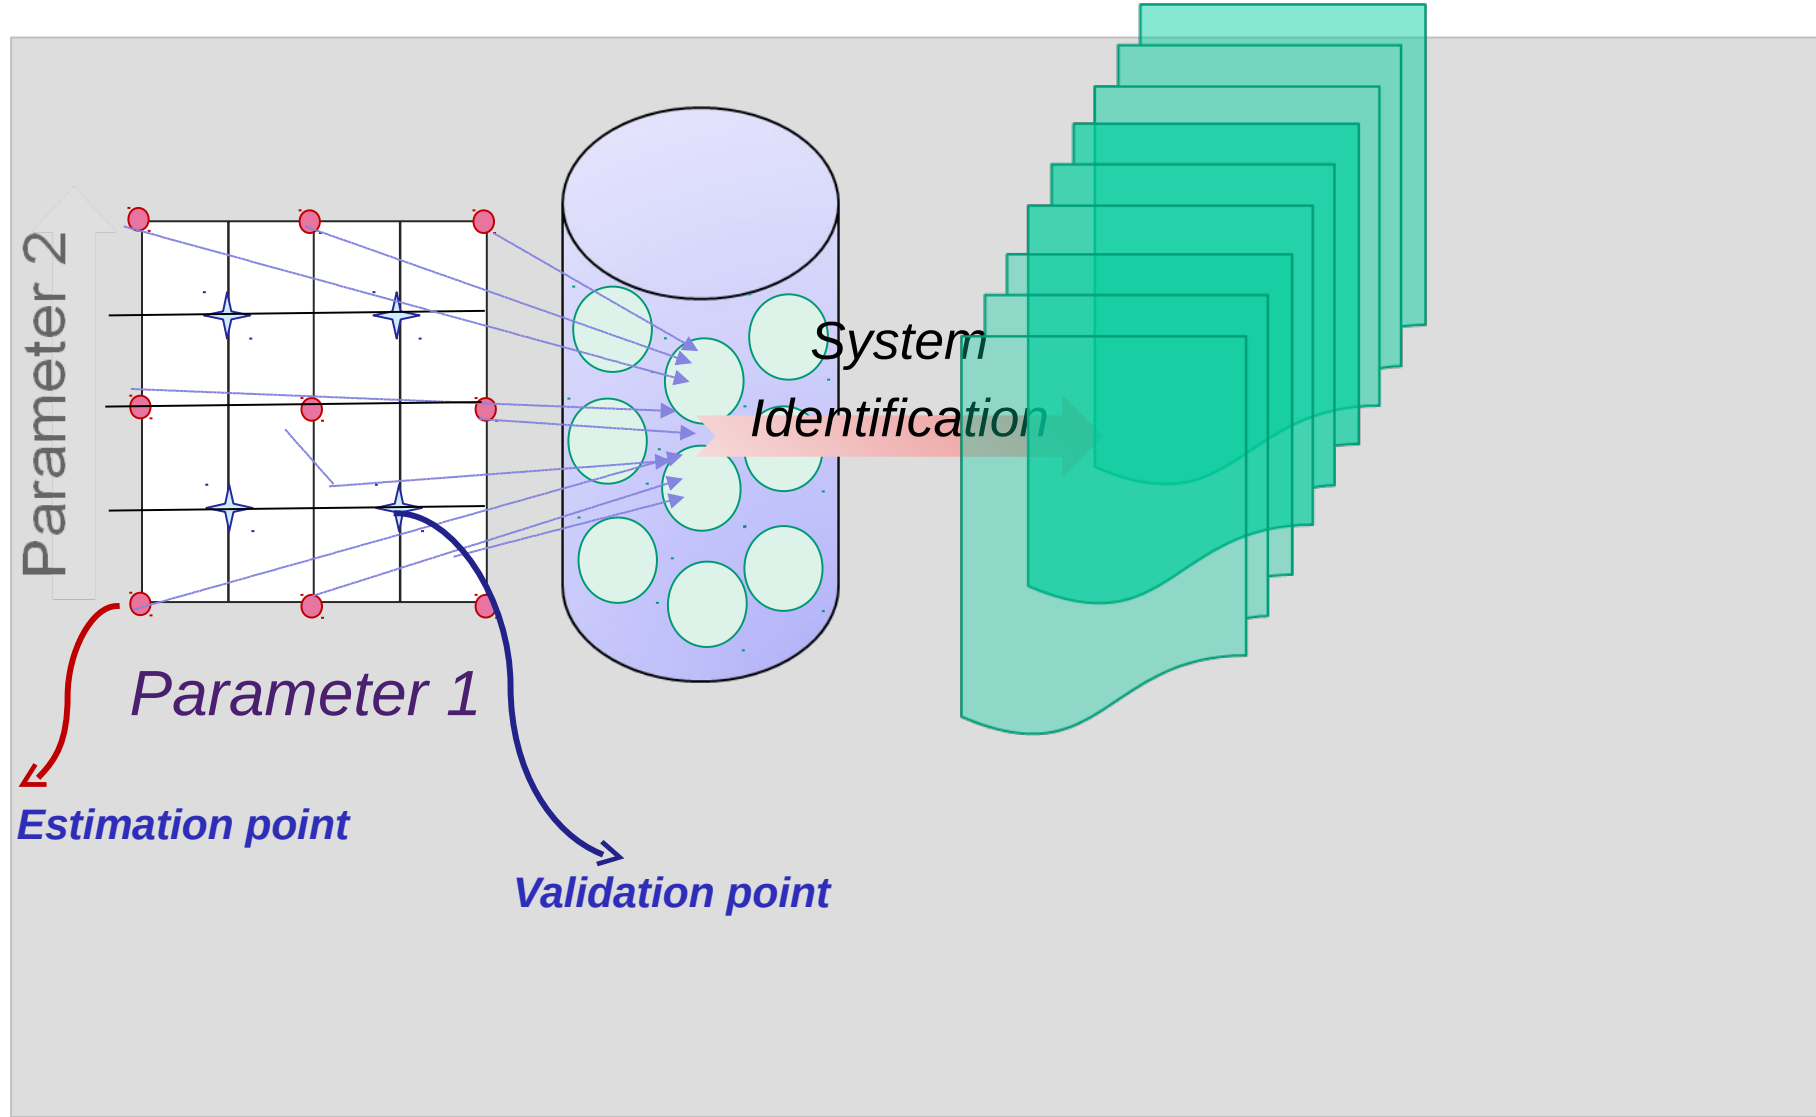 Parameter 2
System
Identification
Parameter 1
Estimation point
Validation point